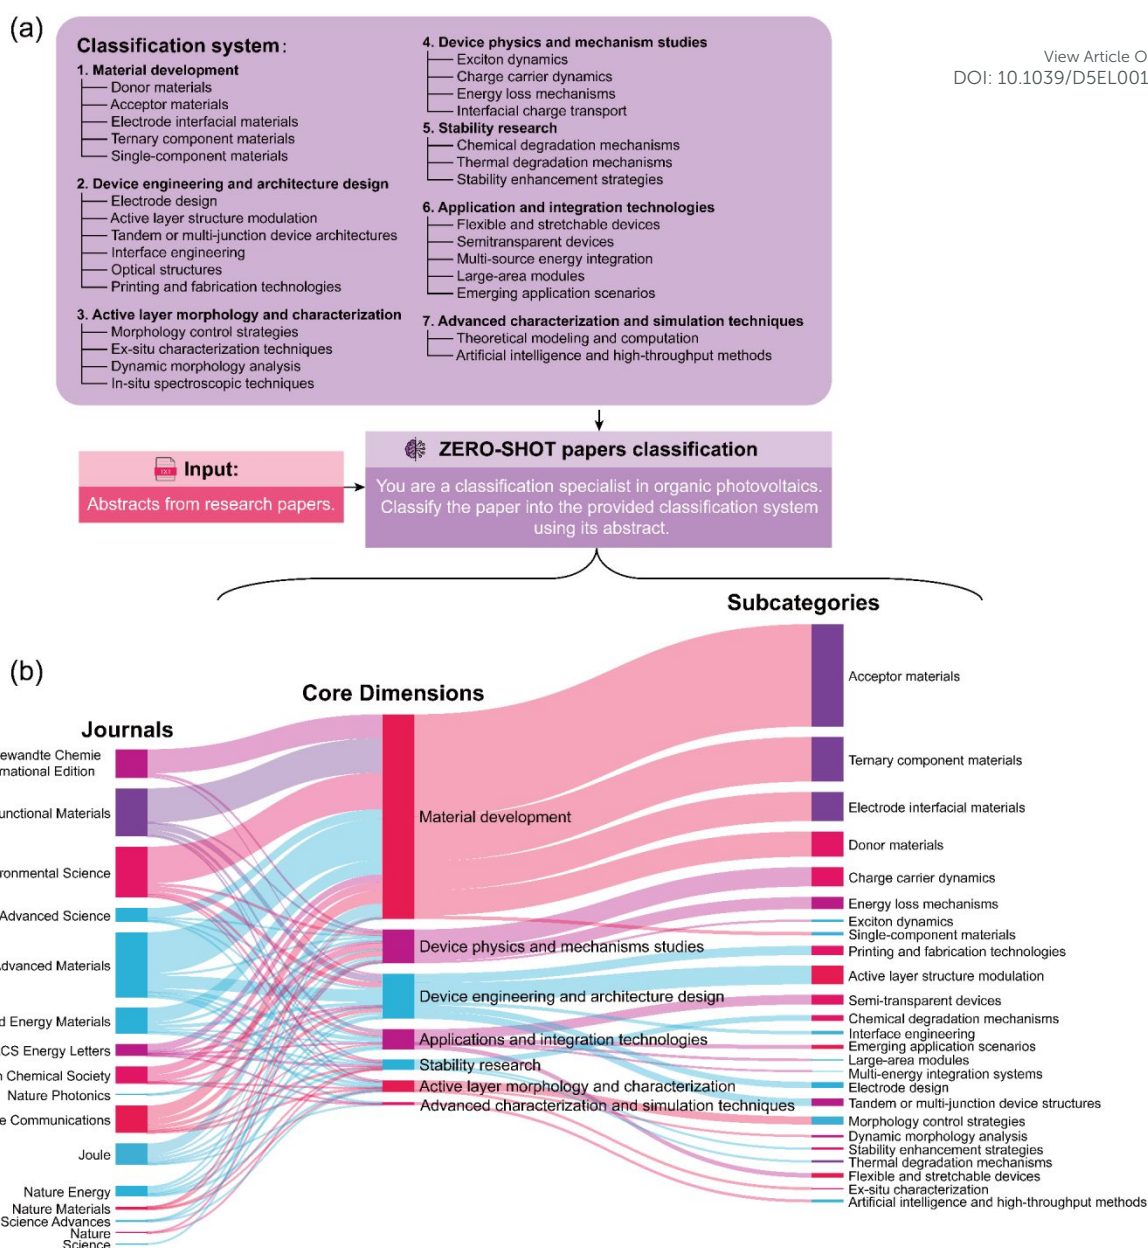 (a)
View Article O
DOI: 10.1039/D5EL001
Classification system:
1. Material development
Donor materials
Acceptor materials
Electrode interfacial materials
Ternary component materials
Single-component materials
2. Device engineering and architecture design
Electrode design
Active layer structure modulation
Tandem or multi-junction device architectures
Interface engineering
Optical structures
Printing and fabrication technologies
3. Active layer morphology and characterization
Morphology control strategies
Ex-situ characterization techniques
Dynamic morphology analysis
In-situ spectroscopic techniques
4. Device physics and mechanism studies
Exciton dynamics
Charge carrier dynamics
Energy loss mechanisms
Interfacial charge transport
5. Stability research
Chemical degradation mechanisms
Thermal degradation mechanisms
Stability enhancement strategies
6. Application and integration technologies
Flexible and stretchable devices
Semitransparent devices
Multi-source energy integration
Large-area modules
Emerging application scenarios
7. Advanced characterization and simulation techniques
Theoretical modeling and computation
Artificial intelligence and high-throughput methods
TXT
Input:
Abstracts from research papers.
ZERO-SHOT papers classification
You are a classification specialist in organic photovoltaics.
Classify the paper into the provided classification system
using its abstract.
(b)
Journals
ewandte Chemie
rnational Edition
unctional Materials
ronmental Science
Advanced Science
Advanced Materials
d Energy Materials
CS Energy Letters
n Chemical Society
Nature Photonics
e Communications
Joule
Nature Energy
Nature Materials
Science Advances
Nature
Science
Core Dimensions
Material development
Device physics and mechanisms studies
Device engineering and architecture design
Applications and integration technologies
Stability research
Active layer morphology and characterization
Advanced characterization and simulation techniques
Subcategories
Acceptor materials
Ternary component materials
Electrode interfacial materials
Donor materials
Charge carrier dynamics
Energy loss mechanisms
Exciton dynamics
Single-component materials
Printing and fabrication technologies
Active layer structure modulation
Semi-transparent devices
Chemical degradation mechanisms
Interface engineering
Emerging application scenarios
Large-area modules
Multi-energy integration systems
Electrode design
Tandem or multi-junction device structures
Morphology control strategies
Dynamic morphology analysis
Stability enhancement strategies
Thermal degradation mechanisms
Flexible and stretchable devices
Ex-situ characterization
Artificial intelligence and high-throughput methods